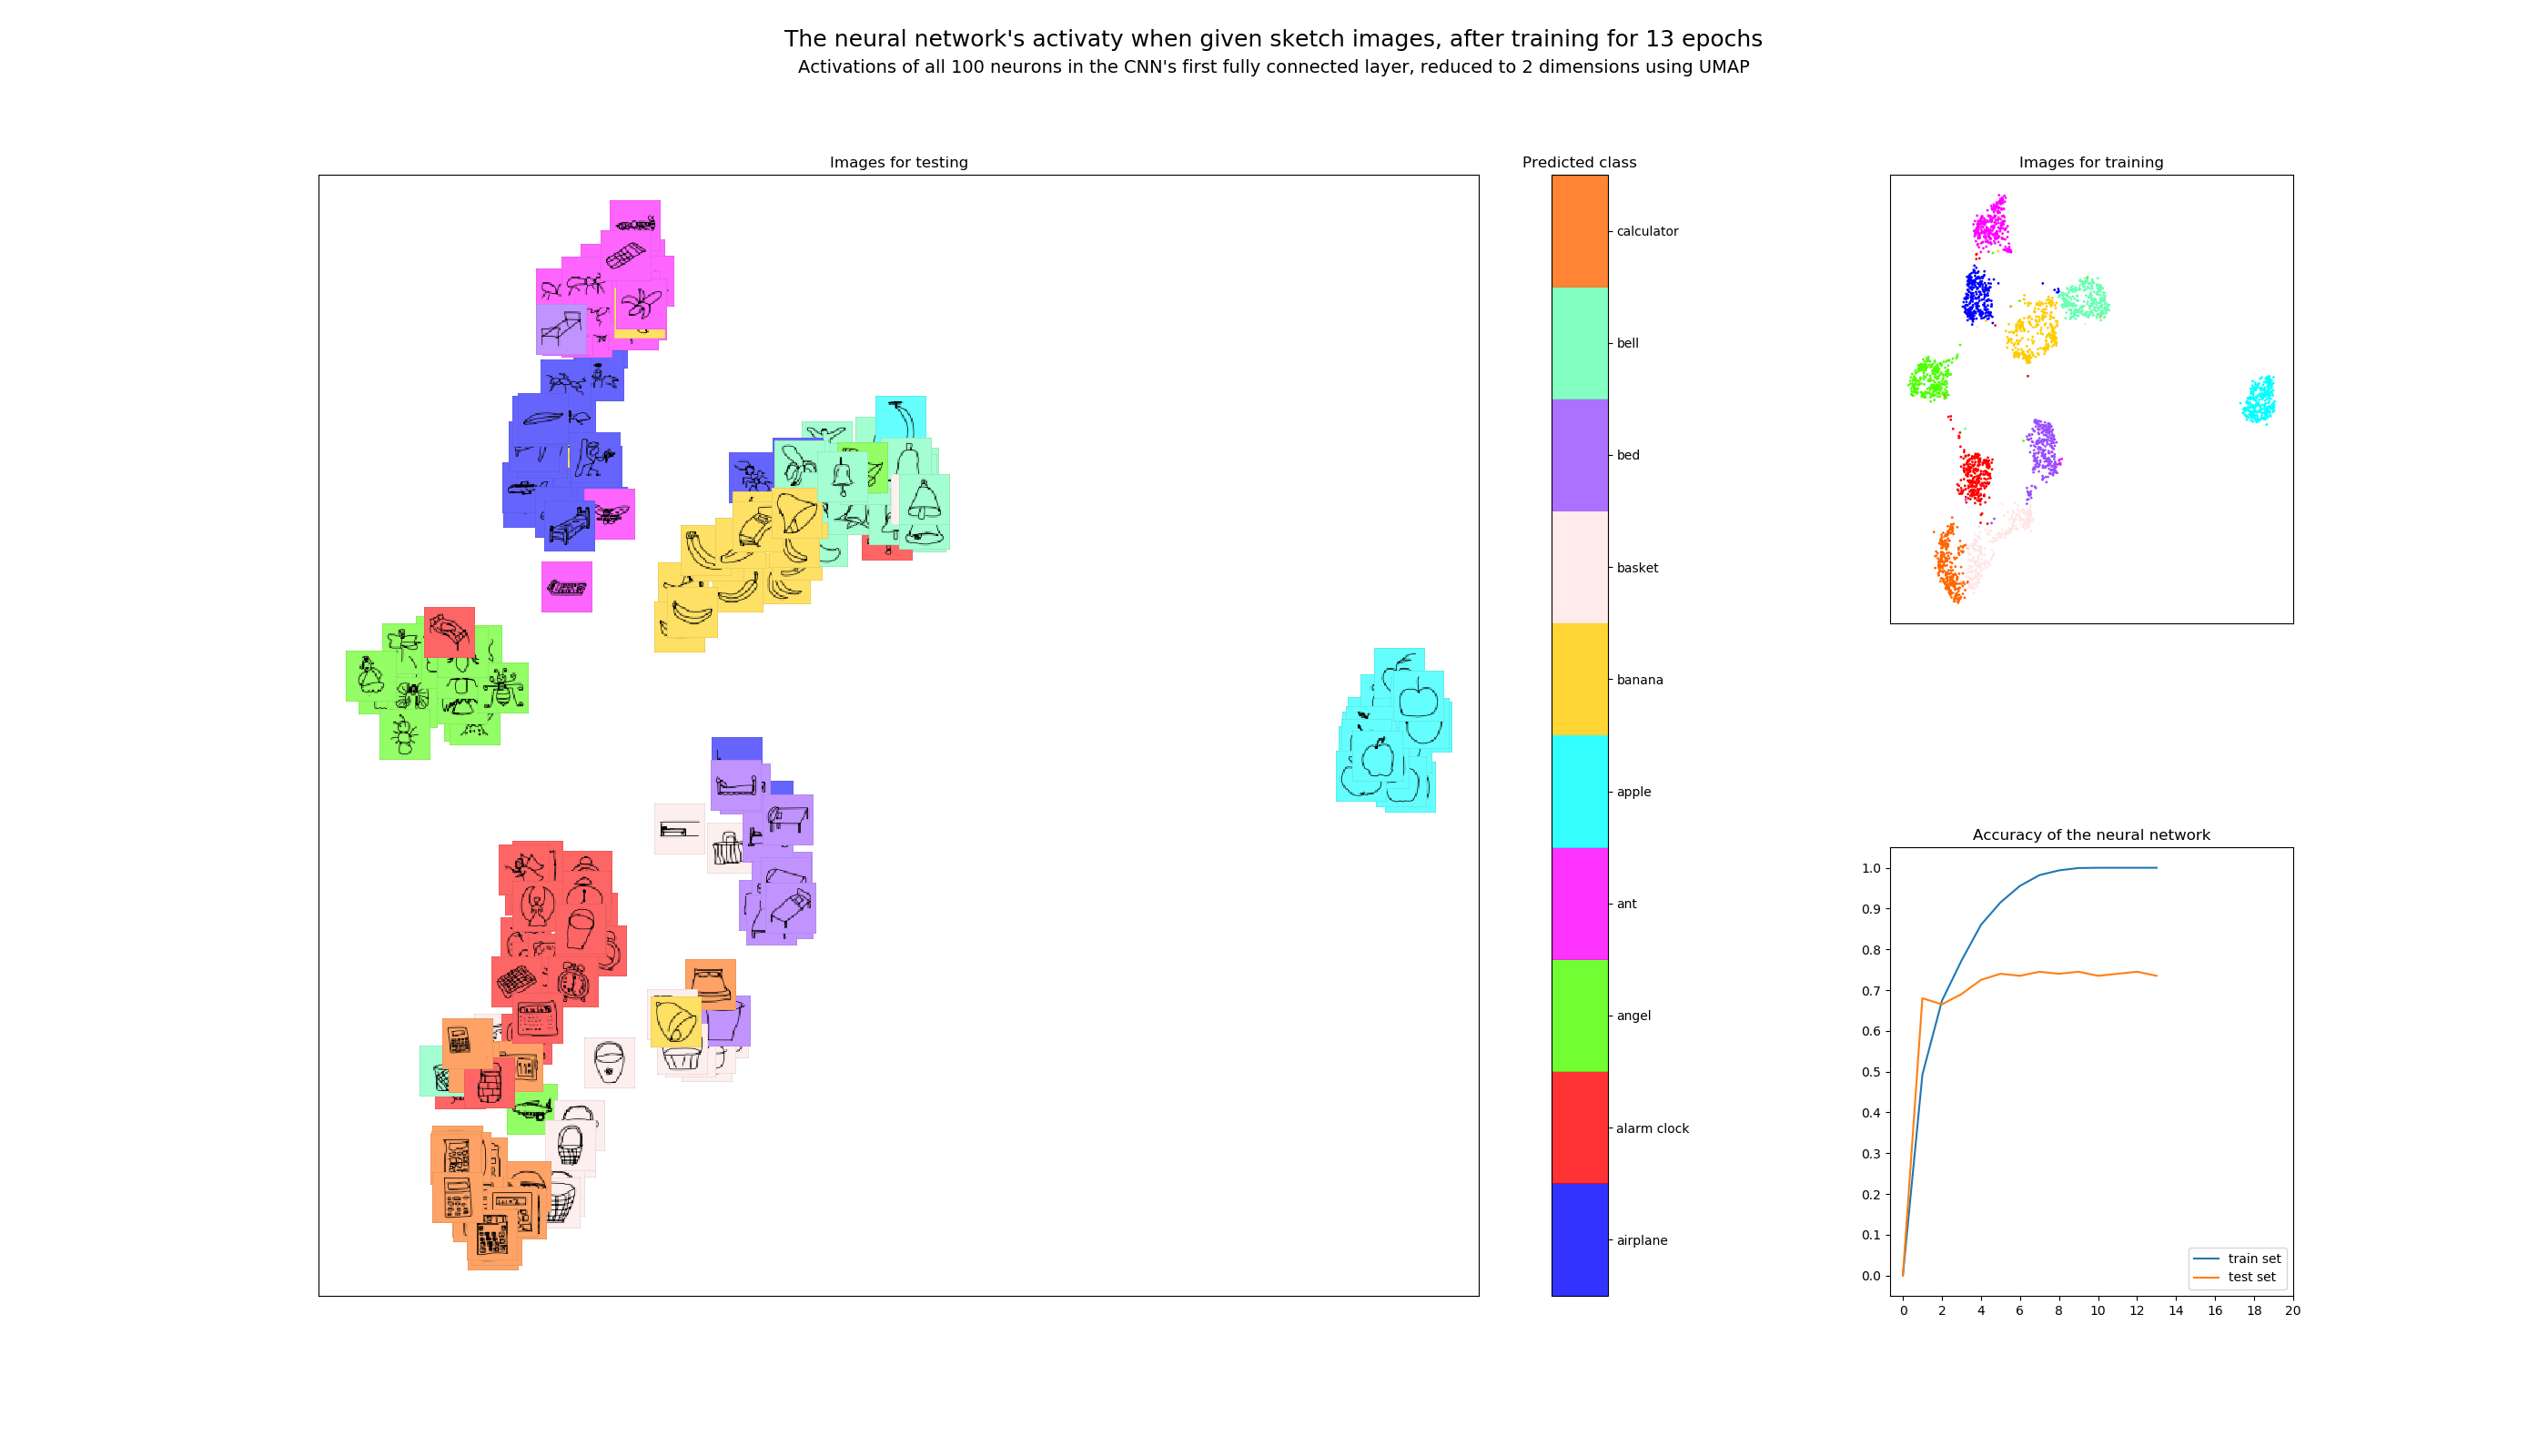 The neural network's activaty when given sketch images, after training for 13 epochs
Activations of all 100 neurons in the CNN's first fully connected layer, reduced to 2 dimensions using UMAP
Images for testing
Predicted class
calculator
bell
bed
basket
banana
apple
ant
angel
alarm clock
airplane
Images for training
Accuracy of the neural network
1.0
0.9
0.8
0.7
0.6
0.5
0.4
0.3
0.2
0.1
0.0
train set
test set
0 2 4 6 8 10 12 14 16 18 20